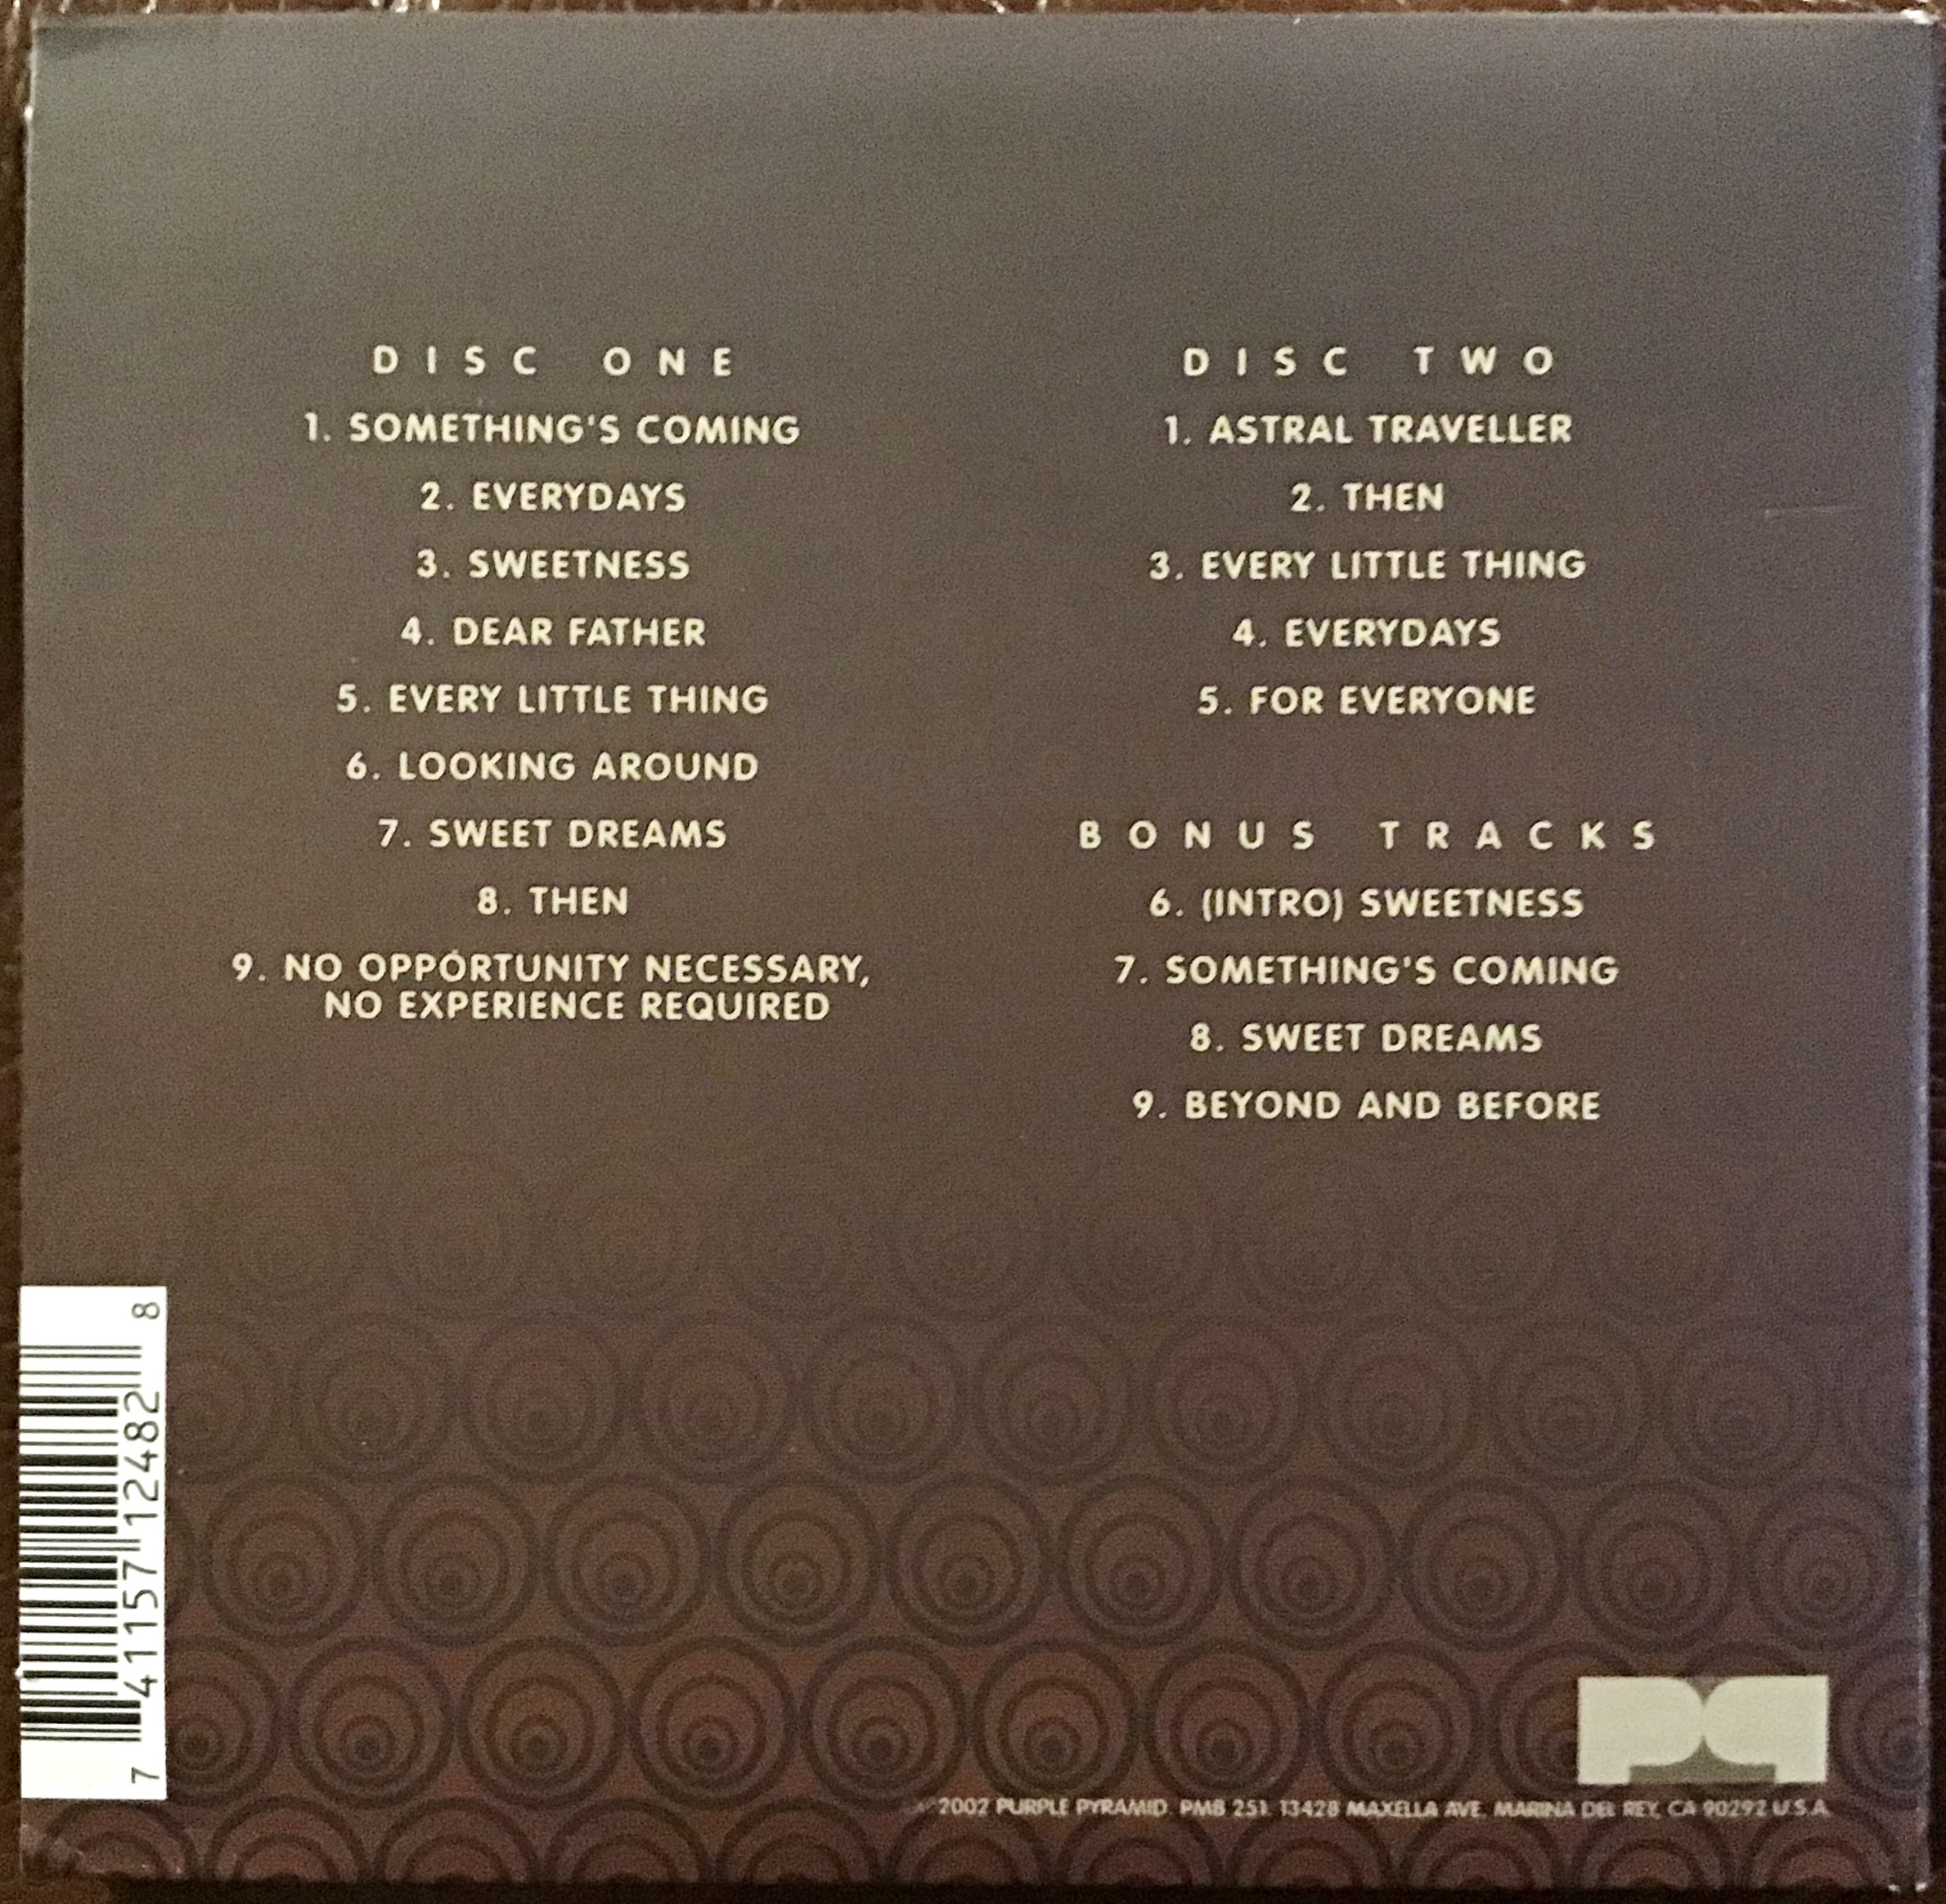 DISC ONE
1. SOMETHING'S COMING
2. EVERYDAYS
3. SWEETNESS
4. DEAR FATHER
5. EVERY LITTLE THING
6. LOOKING AROUND
7. SWEET DREAMS
8. THEN
9. NO OPPORTUNITY NECESSARY,
NO EXPERIENCE REQUIRED
DISC TWO
1. ASTRAL TRAVELLER
2. THEN
3. EVERY LITTLE THING
4. EVERYDAYS
5. FOR EVERYONE
BONUS TRACKS
6. (INTRO) SWEETNESS
7. SOMETHING'S COMING
8. SWEET DREAMS
9. BEYOND AND BEFORE
7 41157 12482 8
2002 PURPLE PYRAMID. PMB 251. 13428 MAXELLA AVE. MARINA DEL REY, CA 90292 U.S.A.